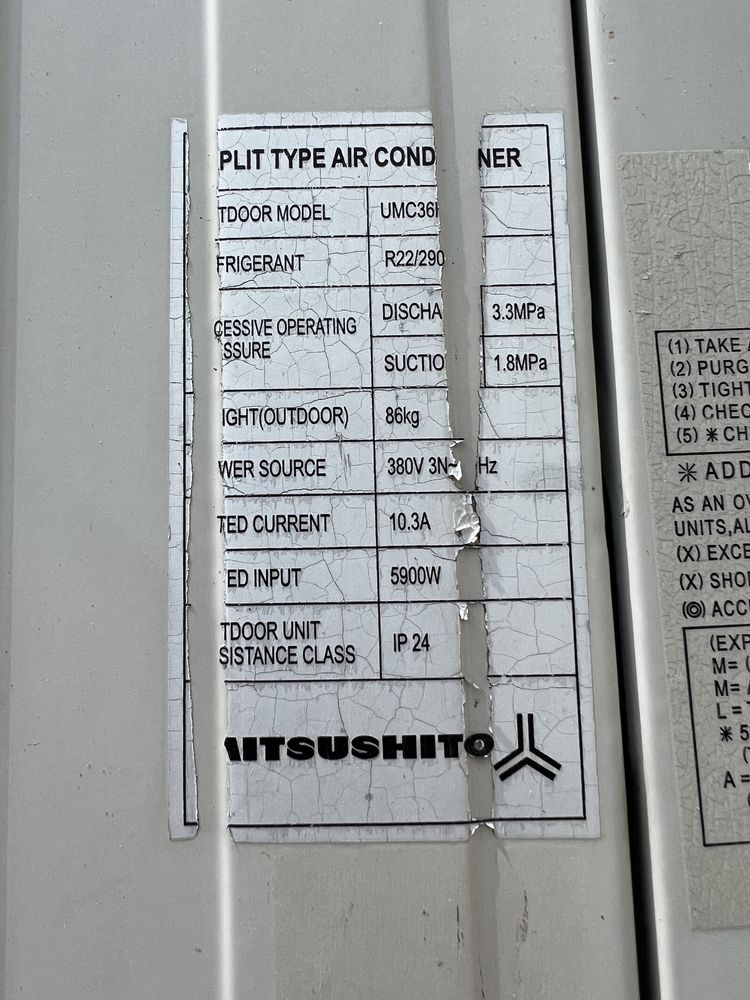 PLIT TYPE AIR COND NER
TDOOR MODEL UMC36
FRIGERANT R22/290
CESSIVE OPERATING
SSURE
DISCHA 3.3MPa
SUCTIO 1.8MPa
IGHT(OUTDOOR) 86kg
WER SOURCE 380V 3N~ Hz
TED CURRENT 10.3A
ED INPUT 5900W
TDOOR UNIT
SISTANCE CLASS
IP 24
MITSUSHITO
(1) TAKE
(2) PURG
(3) TIGHT
(4) CHEC
(5) ＊CH
＊ADD
AS AN OV
UNITS,AL
(X) EXCE
(X) SHO
(◎) ACC
(EXP
M= (
M=
L =
＊5
(
A =
(